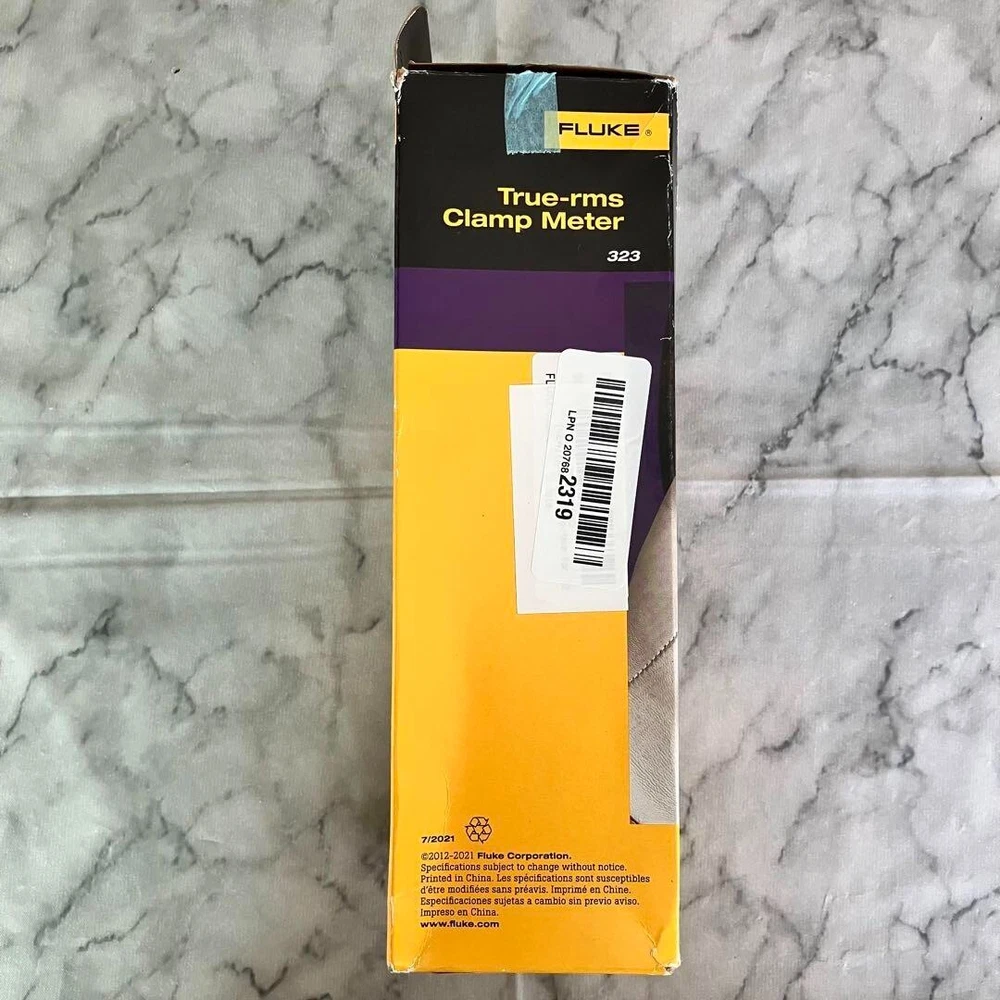 FLUKE ®
True-rms
Clamp Meter
323
FL
LPN O 20768 2319
7/2021
©2012-2021 Fluke Corporation.
Specifications subject to change without notice.
Printed in China. Les spécifications sont susceptibles
d'être modifiées sans préavis. Imprimé en Chine.
Especificaciones sujetas a cambio sin previo aviso.
Impreso en China.
www.fluke.com